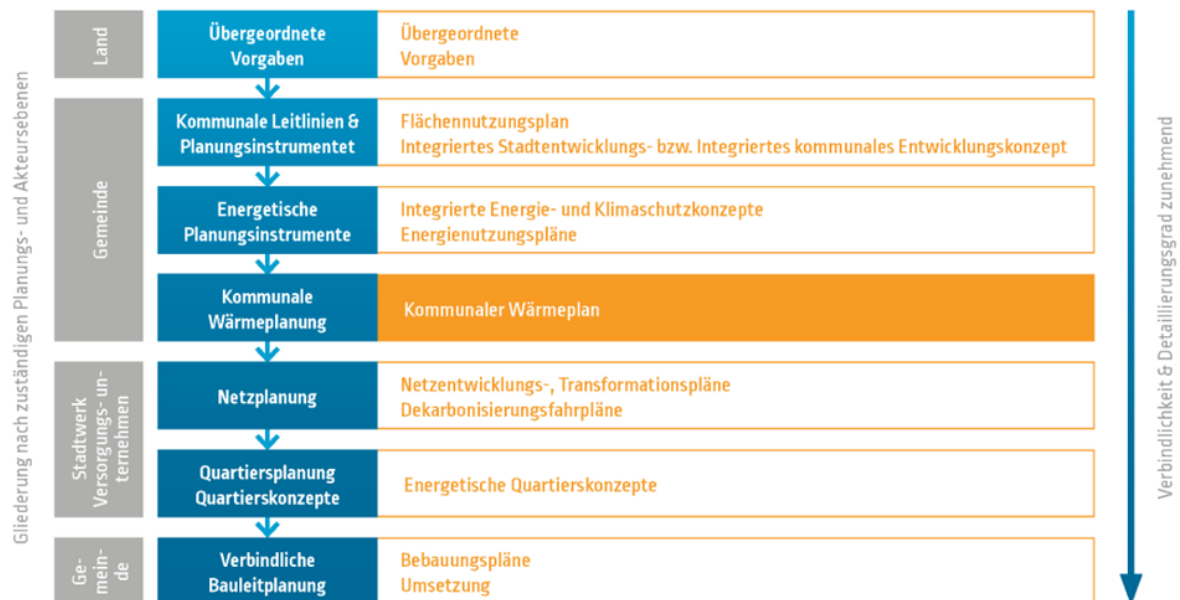 Gliederung nach zuständigen Planungs- und Akteursebenen
Land
Übergeordnete
Vorgaben
Übergeordnete
Vorgaben
Gemeinde
Kommunale Leitlinien &
Planungsinstrumentet
Flächennutzungsplan
Integriertes Stadtentwicklungs- bzw. Integriertes kommunales Entwicklungskonzept
Energetische
Planungsinstrumente
Integrierte Energie- und Klimaschutzkonzepte
Energienutzungspläne
Kommunale
Wärmeplanung
Kommunaler Wärmeplan
Stadtwerk
Versorgungs- un-
ternehmen
Netzplanung
Netzentwicklungs-, Transformationspläne
Dekarbonisierungsfahrpläne
Quartiersplanung
Quartierskonzepte
Energetische Quartierskonzepte
Ge-
mein-
de
Verbindliche
Bauleitplanung
Bebauungspläne
Umsetzung
Verbindlichkeit & Detaillierungsgrad zunehmend